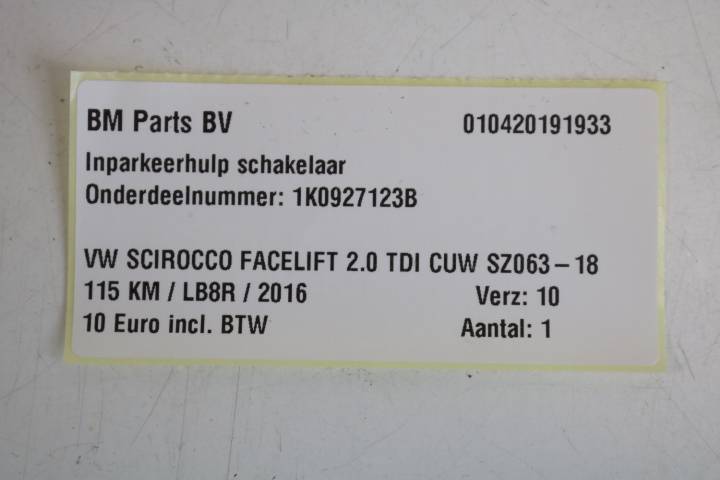 BM Parts BV 010420191933
Inparkeerhulp schakelaar
Onderdeelnummer: 1K0927123B
VW SCIROCCO FACELIFT 2.0 TDI CUW SZ063-18
115 KM / LB8R / 2016 Verz: 10
10 Euro incl. BTW Aantal: 1